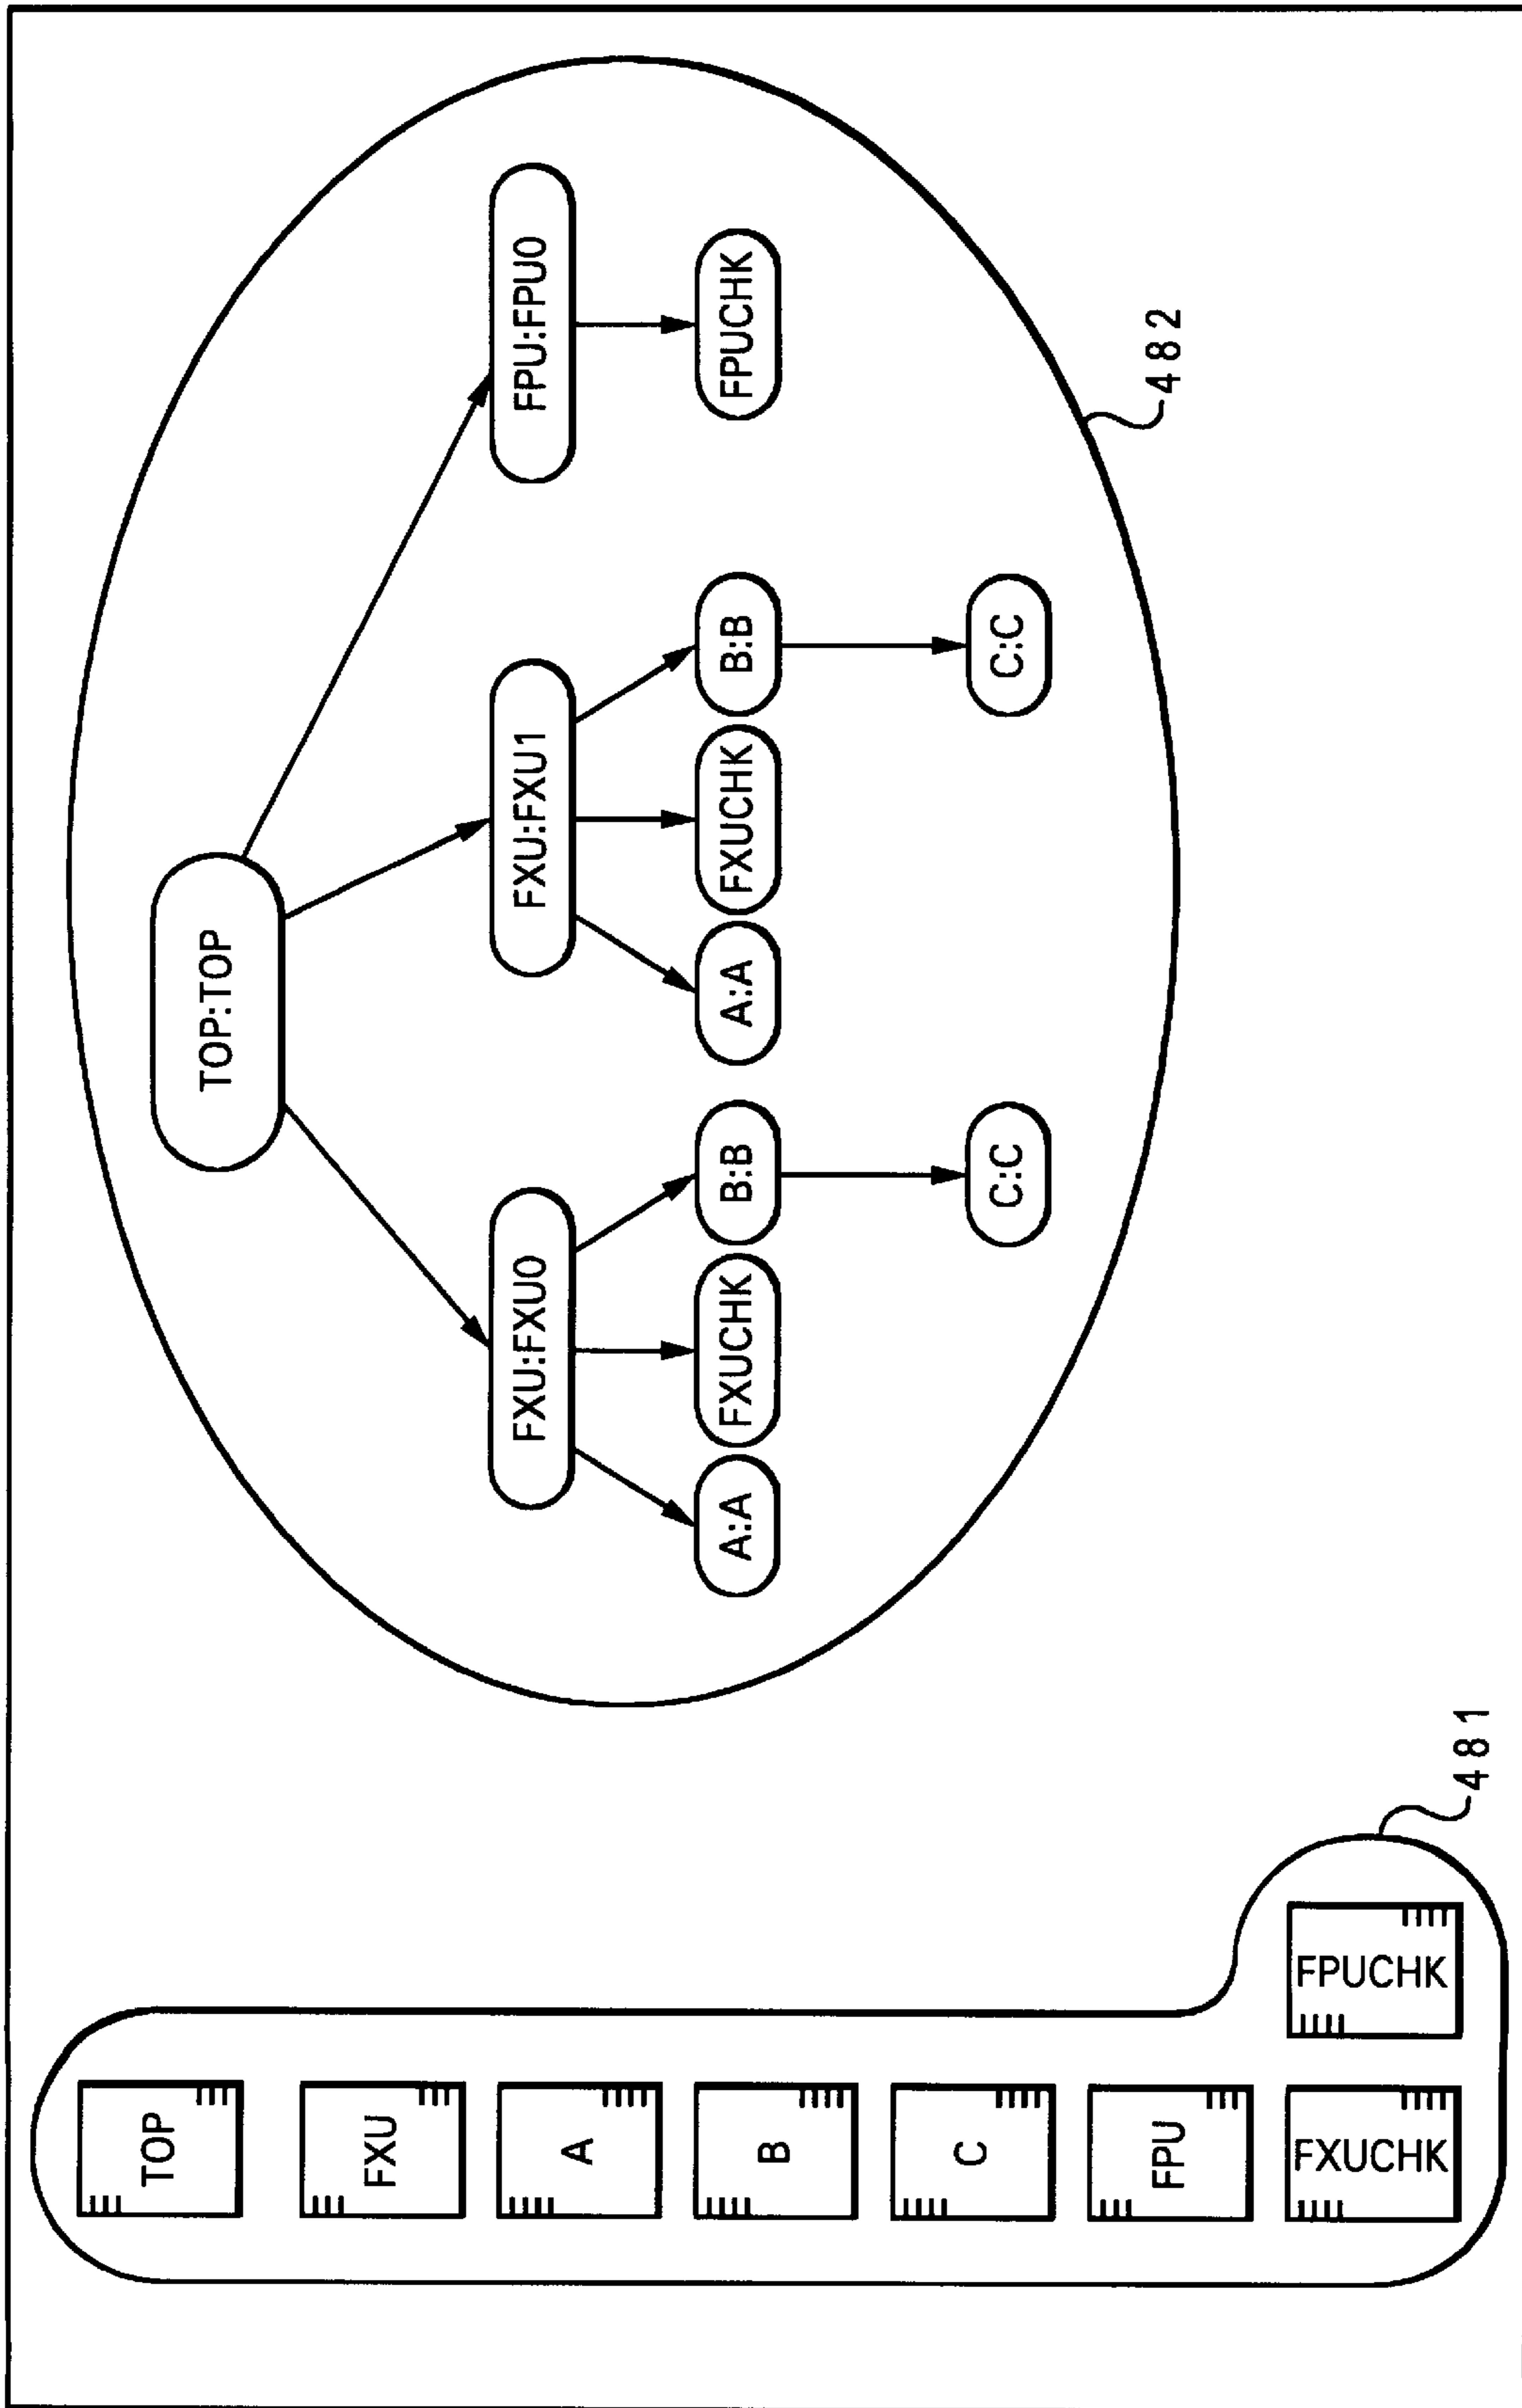 TOP
FXU
A
B
C
FPU
FXUCHK
FPUCHK
481
TOP:TOP
FXU:FXU0
FXU:FXU1
FPU:FPU0
A:A
FXUCHK
B:B
A:A
FXUCHK
B:B
FPUCHK
C:C
C:C
482